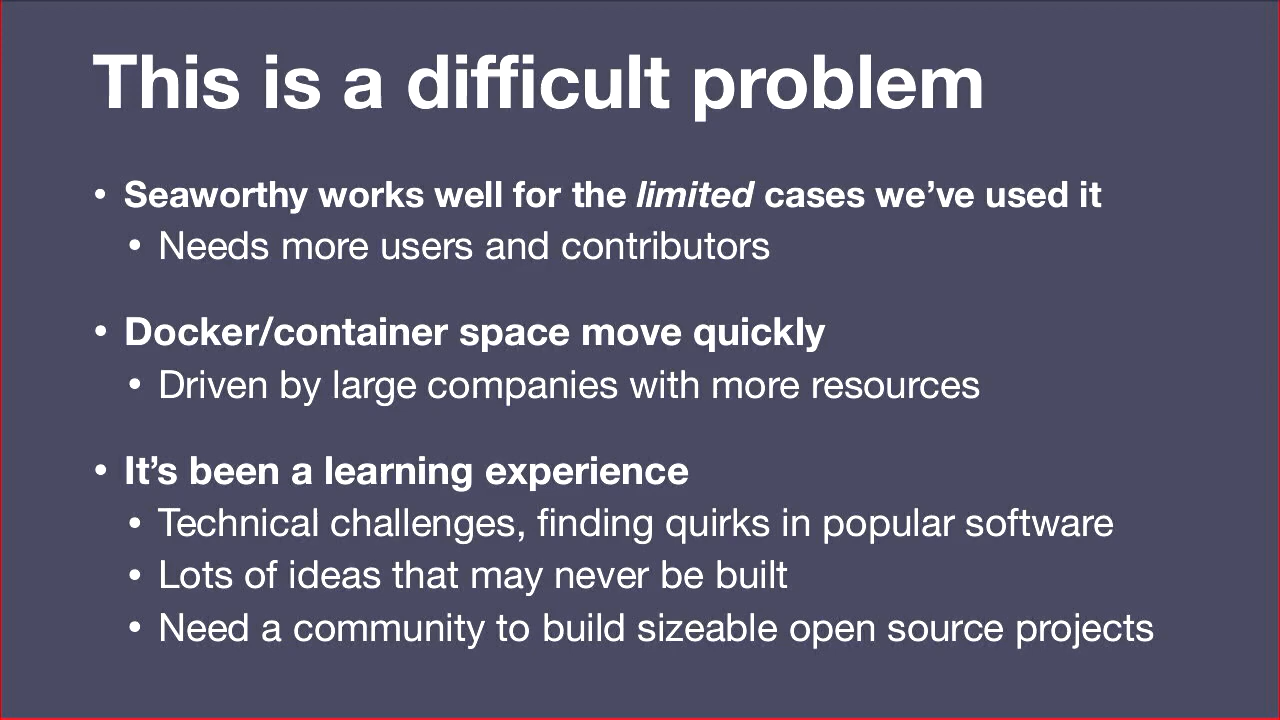 This is a difficult problem
• Seaworthy works well for the limited cases we’ve used it
• Needs more users and contributors
• Docker/container space move quickly
• Driven by large companies with more resources
• It’s been a learning experience
• Technical challenges, finding quirks in popular software
• Lots of ideas that may never be built
• Need a community to build sizeable open source projects